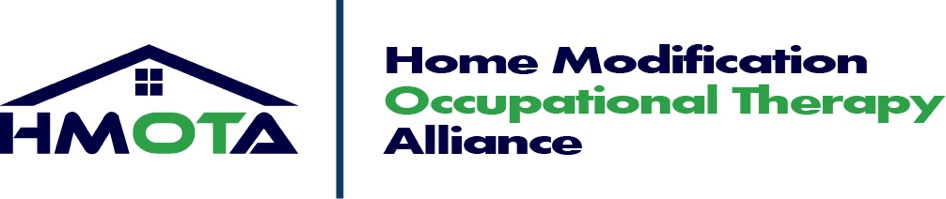 HMOTA
Home Modification
Occupational Therapy
Alliance